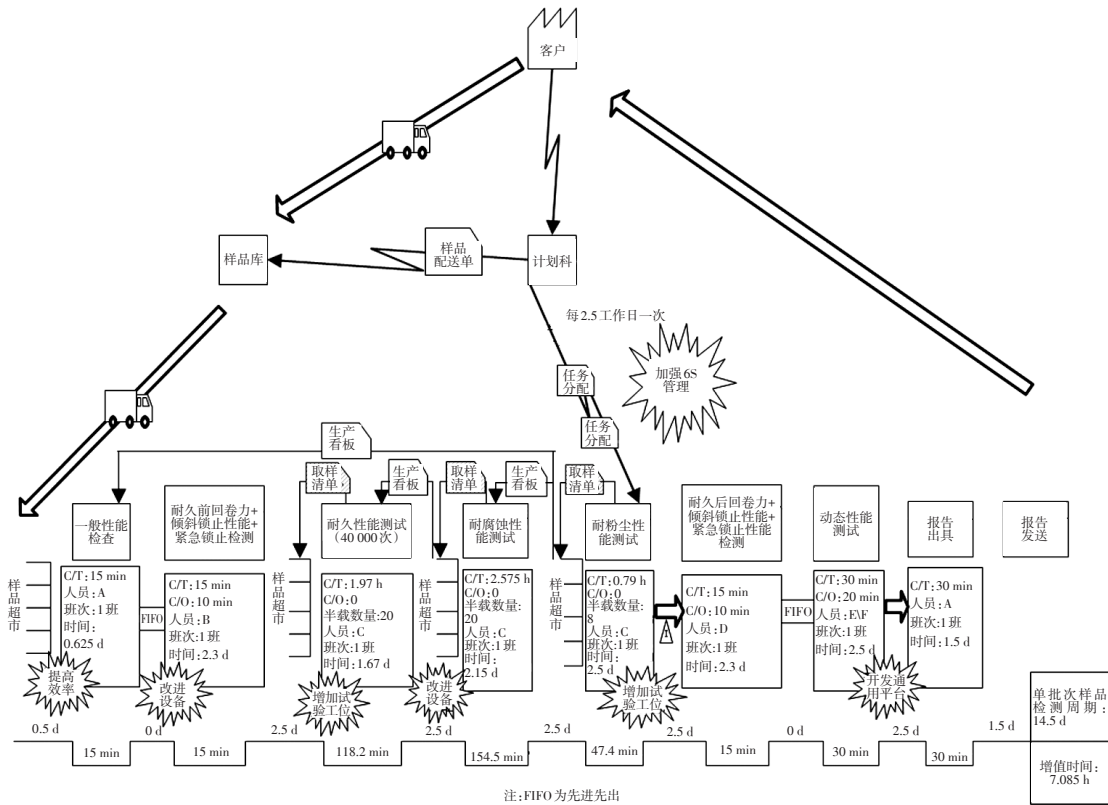 客户
样品库
样品
配送单
计划科
每2.5工作日一次
任务
分配
任务
分配
加强6S
管理
生产
看板
取样
清单
生产
看板
取样
清单
生产
看板
取样
清单
一般性能
检查
耐久前回卷力+
倾斜锁止性能+
紧急锁止检测
耐久性能测试
(40 000次)
耐腐蚀性
能测试
耐粉尘性
能测试
耐久后回卷力+
倾斜锁止性能+
紧急锁止性能
检测
动态性能
测试
报告
出具
报告
发送
样品超市
C/T:15 min
人员:A
班次:1班
时间:
0.625 d
FIFO
C/T:15 min
C/O:10 min
人员:B
班次:1班
时间:2.3 d
样品超市
C/T:1.97 h
C/O:0
半载数量:20
人员:C
班次:1班
时间:1.67 d
样品超市
C/T:2.575 h
C/O:0
半载数量:
20
人员:C
班次:1班
时间:
2.15 d
样品超市
C/T:0.79 h
C/O:0
半载数量:
8
人员:C
班次:1班
时间:
2.5 d
I
C/T:15 min
C/O:10 min
人员:D
班次:1班
时间:2.3 d
FIFO
C/T:30 min
C/O:20 min
人员:E\F
班次:1班
时间:
2.5 d
C/T:30 min
人员:A
班次:1班
时间:1.5 d
提高
效率
改进
设备
增加试
验工位
改进
设备
增加试
验工位
开发通
用平台
0.5 d
0 d
2.5 d
2.5 d
2.5 d
2.5 d
0 d
2.5 d
1.5 d
15 min
15 min
118.2 min
154.5 min
47.4 min
15 min
30 min
30 min
单批次样品
检测周期:
14.5 d
增值时间:
7.085 h
注:FIFO为先进先出